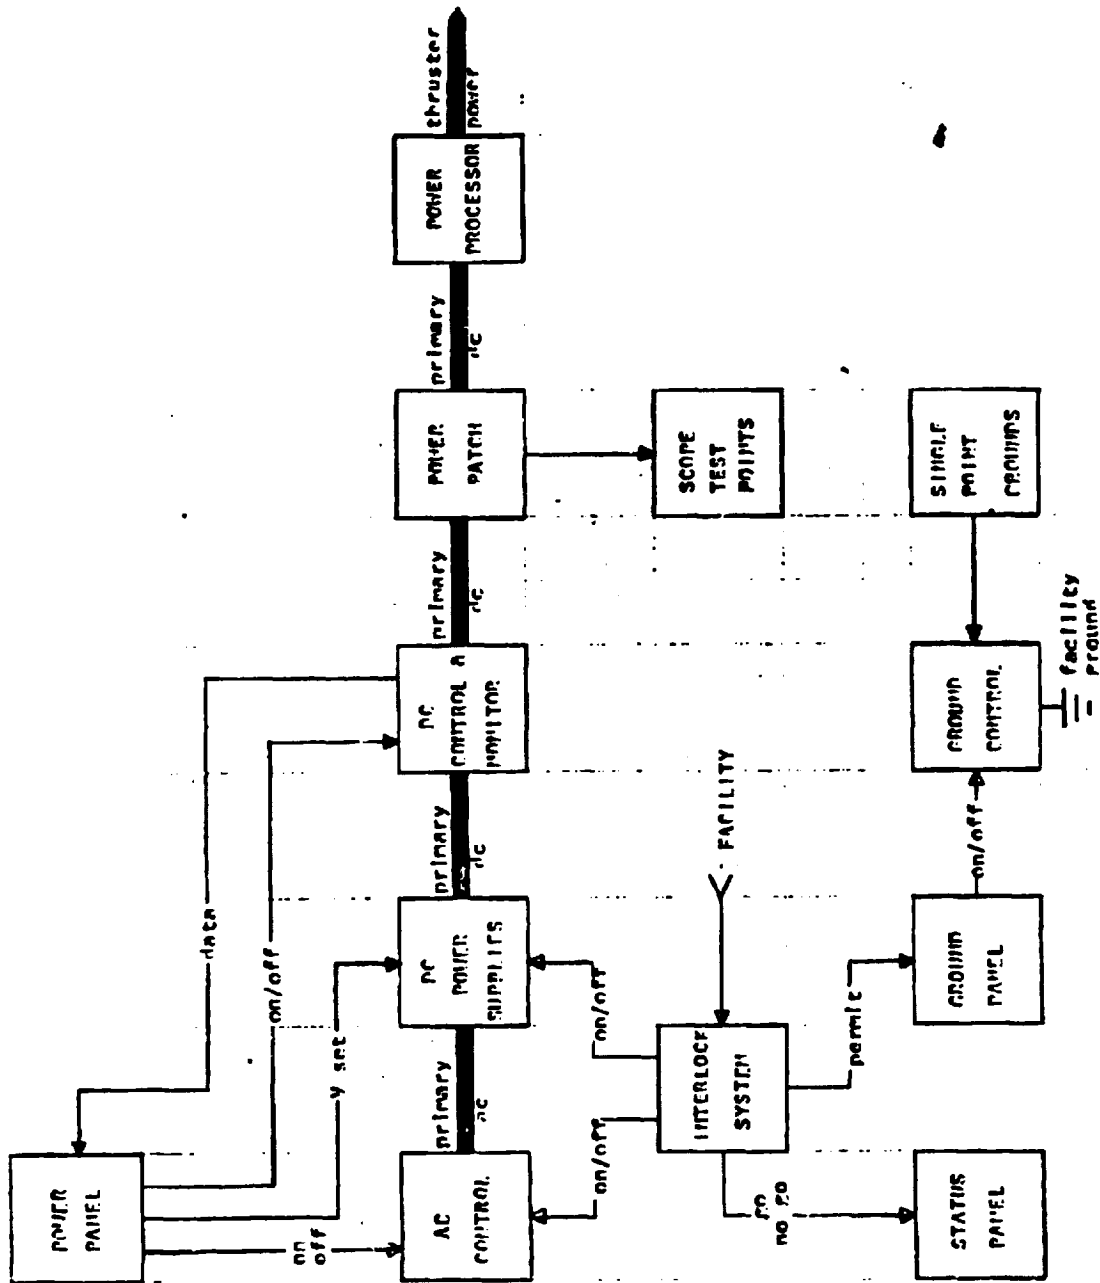 POWER
PANEL
data
on/off
V set
on
off
AC
CONTROL
primary
ac
DC
POWER
SUPPLIES
primary
dc
DC
CONTROL &
MONITOR
primary
dc
POWER
PATCH
primary
dc
POWER
PROCESSOR
thruster
power
on/off
on/off
INTERLOCK
SYSTEM
FACILITY
SCOPE
TEST
POINTS
go
no go
permit
STATUS
PANEL
GROUND
PANEL
on/off
GROUND
CONTROL
SINGLE
POINT
GROUNDS
facility
ground